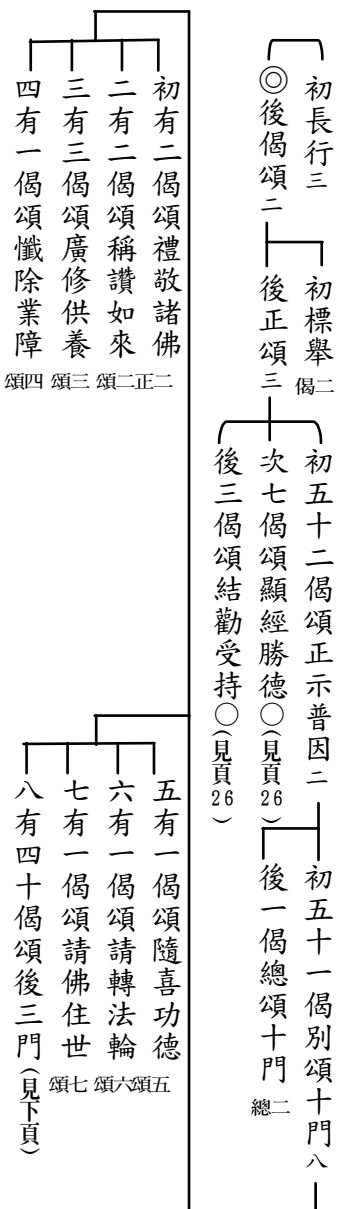 初長行三
◎後偈頌二
初標舉 偈二
後正頌三
初五十二偈頌正示普因二
次七偈頌顯經勝德○(見頁26)
後三偈頌結勸受持○(見頁26)
初五十一偈別頌十門八
後一偈總頌十門 總二
初有二偈頌禮敬諸佛 正二
二有二偈頌稱讚如來 頌二
三有三偈頌廣修供養 頌三
四有一偈頌懺除業障 頌四
五有一偈頌隨喜功德 頌五
六有一偈頌請轉法輪 頌六
七有一偈頌請佛住世 頌七
八有四十偈頌後三門(見下頁)